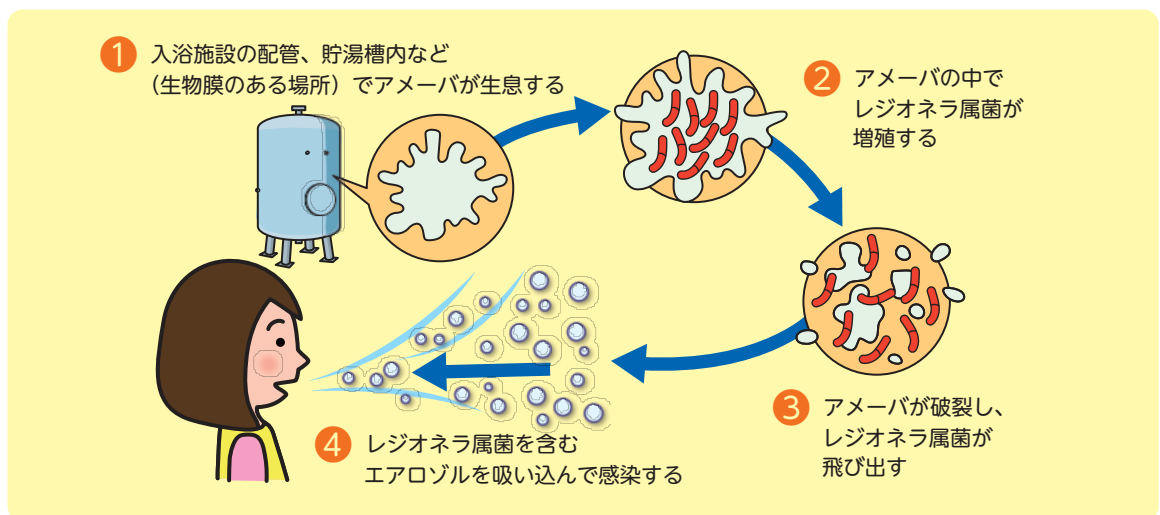 1 入浴施設の配管、貯湯槽内など
（生物膜のある場所）でアメーバが生息する
2 アメーバの中で
レジオネラ属菌が
増殖する
3 アメーバが破裂し、
レジオネラ属菌が
飛び出す
4 レジオネラ属菌を含む
エアロゾルを吸い込んで感染する